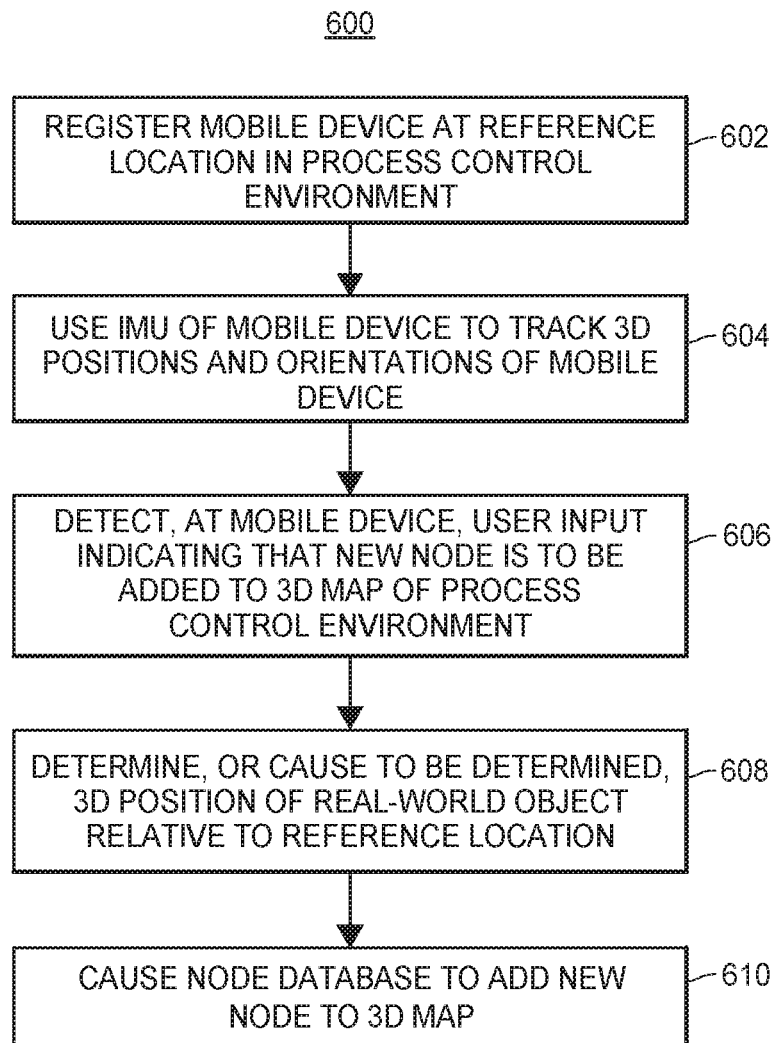 600
REGISTER MOBILE DEVICE AT REFERENCE
LOCATION IN PROCESS CONTROL
ENVIRONMENT
602
USE IMU OF MOBILE DEVICE TO TRACK 3D
POSITIONS AND ORIENTATIONS OF MOBILE
DEVICE
604
DETECT, AT MOBILE DEVICE, USER INPUT
INDICATING THAT NEW NODE IS TO BE
ADDED TO 3D MAP OF PROCESS
CONTROL ENVIRONMENT
606
DETERMINE, OR CAUSE TO BE DETERMINED,
3D POSITION OF REAL-WORLD OBJECT
RELATIVE TO REFERENCE LOCATION
608
CAUSE NODE DATABASE TO ADD NEW
NODE TO 3D MAP
610